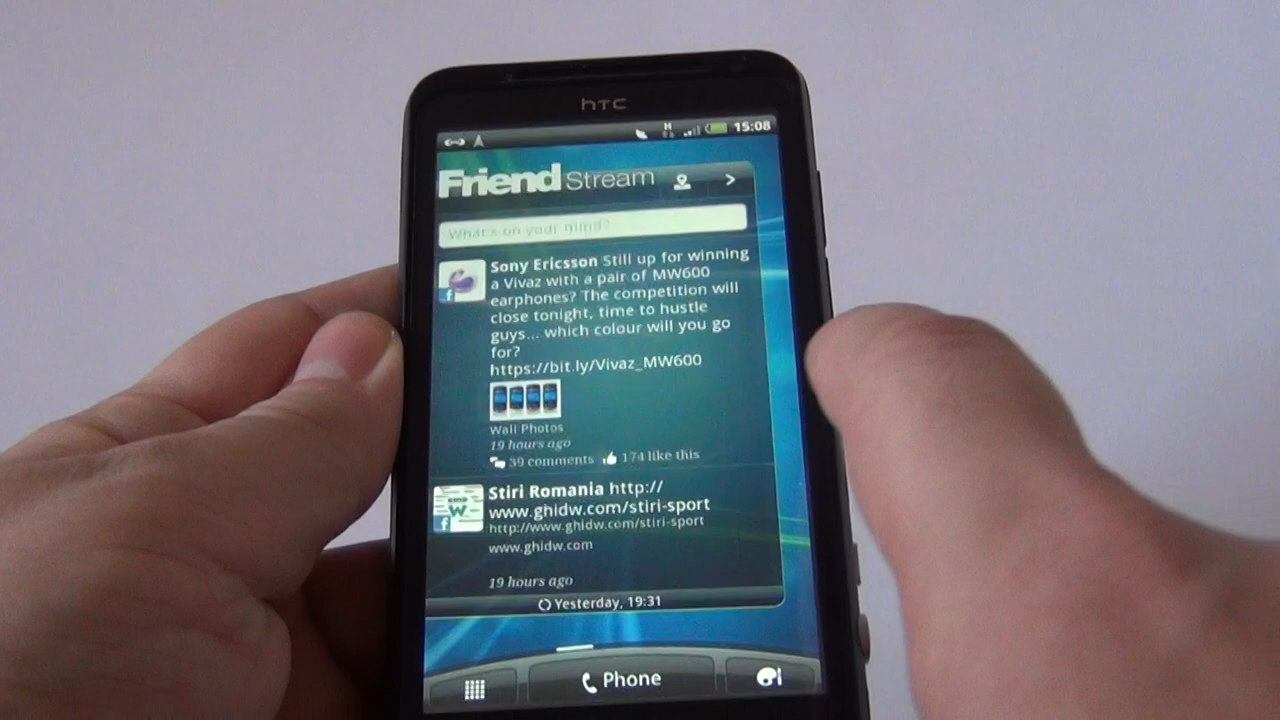 hTC
15:08
Friend Stream
What's on your mind?
Sony Ericsson Still up for winning
a Vivaz with a pair of MW600
earphones? The competition will
close tonight, time to hustle
guys... which colour will you go
for?
https://bit.ly/Vivaz_MW600
Wall Photos
19 hours ago
39 comments 174 like this
Stiri Romania http://
www.ghidw.com/stiri-sport
http://www.ghidw.com/stiri-sport
www.ghidw.com
19 hours ago
Yesterday, 19:31
Phone